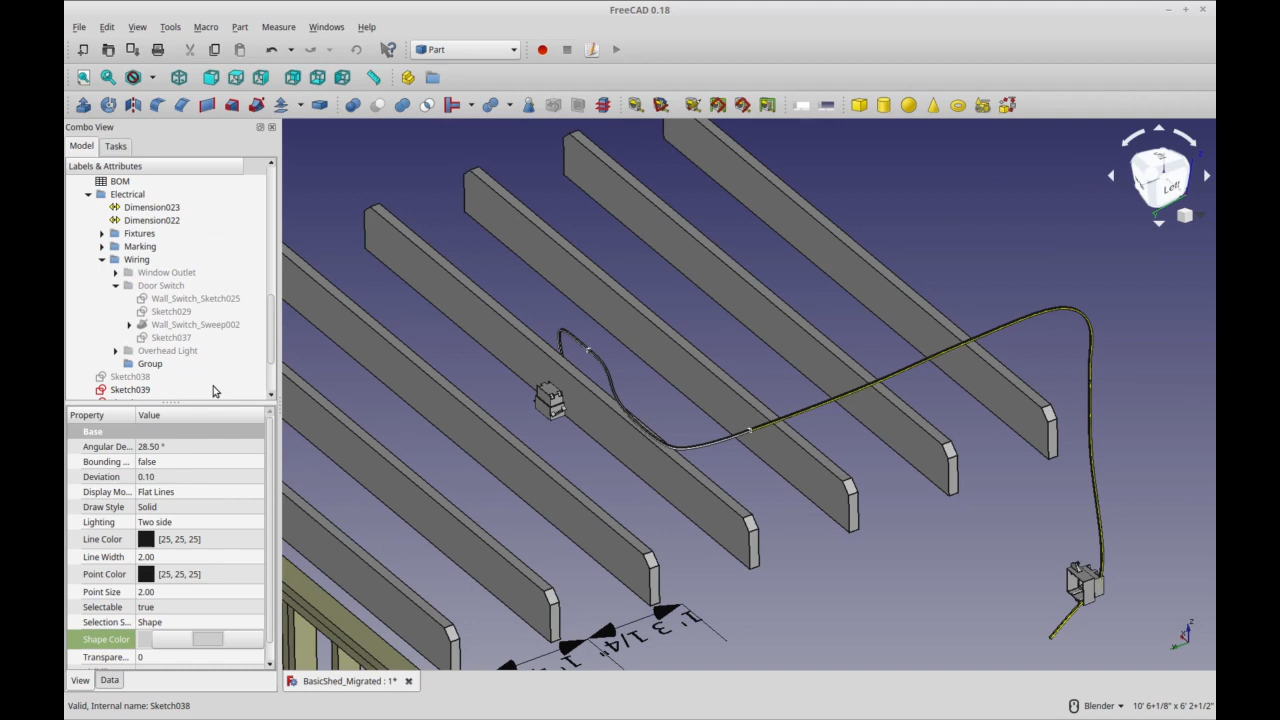 FreeCAD 0.18
File Edit View Tools Macro Part Measure Windows Help
Part
Combo View
Model Tasks
Labels & Attributes
BOM
Electrical
Dimension023
Dimension022
Fixtures
Marking
Wiring
Window Outlet
Door Switch
Wall_Switch_Sketch025
Sketch029
Wall_Switch_Sweep002
Sketch037
Overhead Light
Group
Sketch038
Sketch039
Property Value
Base
Angular De... 28.50 °
Bounding ... false
Deviation 0.10
Display Mo... Flat Lines
Draw Style Solid
Lighting Two side
Line Color [25, 25, 25]
Line Width 2.00
Point Color [25, 25, 25]
Point Size 2.00
Selectable true
Selection S... Shape
Shape Color
Transpare... 0
View Data
Left
1' 3 1/4"
BasicShed_Migrated : 1*
Valid, Internal name: Sketch038
Blender
10' 6+1/8" x 6' 2+1/2"